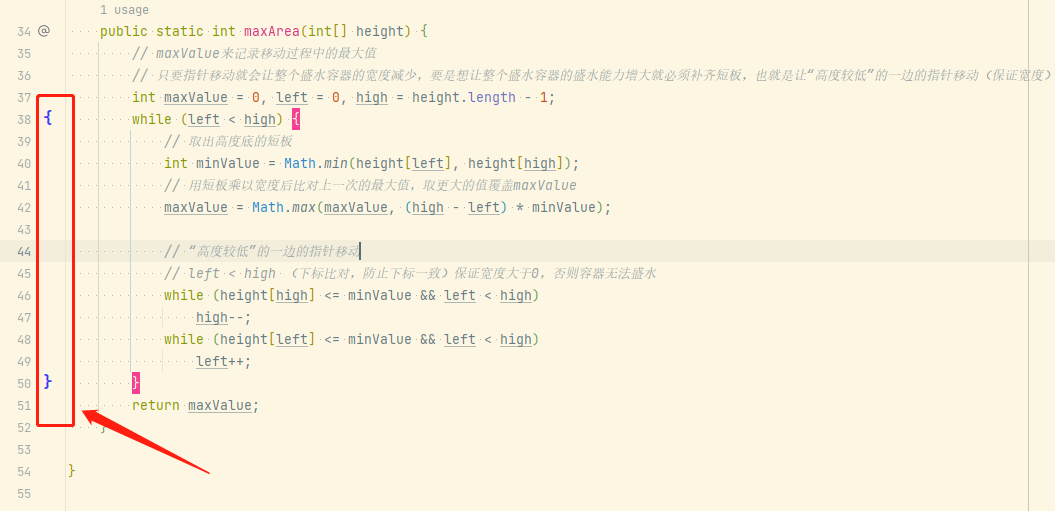 1 usage
34 @ public static int maxArea(int[] height) {
35 // maxValue来记录移动过程中的最大值
36 // 只要指针移动就会让整个盛水容器的宽度减少，要是想让整个盛水容器的盛水能力增大就必须补齐短板，也就是让“高度较低”的一边的指针移动（保证宽度）
37 int maxValue = 0, left = 0, high = height.length - 1;
38 { while (left < high) {
39 // 取出高度底的短板
40 int minValue = Math.min(height[left], height[high]);
41 // 用短板乘以宽度后比对上一次的最大值，取更大的值覆盖maxValue
42 maxValue = Math.max(maxValue, (high - left) * minValue);
43
44 // “高度较低”的一边的指针移动
45 // left < high （下标比对，防止下标一致）保证宽度大于0，否则容器无法盛水
46 while (height[high] <= minValue && left < high)
47 high--;
48 while (height[left] <= minValue && left < high)
49 left++;
50 } }
51 return maxValue;
52 }
53
54 }
55